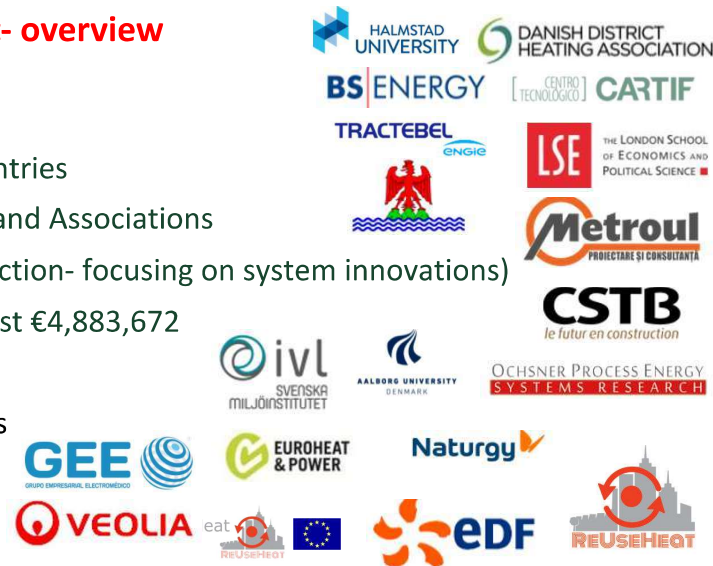 - overview
HALMSTAD
UNIVERSITY
DANISH DISTRICT
HEATING ASSOCIATION
BS|ENERGY
[CENTRO
TECNOLÓGICO] CARTIF
TRACTEBEL
ENGIE
LSE
THE LONDON SCHOOL
OF ECONOMICS AND
POLITICAL SCIENCE
ntries
and Associations
Metroul
PROIECTARE ȘI CONSULTANȚĂ
ction- focusing on system innovations)
CSTB
le futur en construction
st €4,883,672
ivl
SVENSKA
MILJÖINSTITUTET
AALBORG UNIVERSITY
DENMARK
OCHSNER PROCESS ENERGY
SYSTEMS RESEARCH
s
GEE
GRUPO EMPRESARIAL ELECTROMÉDICO
EUROHEAT
& POWER
Naturgy
VEOLIA
eat
ReUseHeat
eDF
ReUseHeat